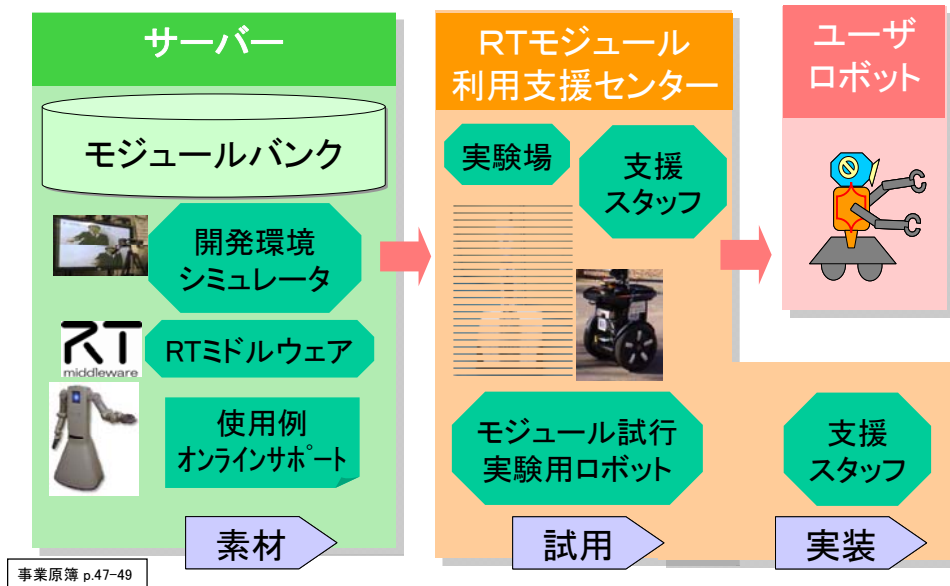 サーバー
モジュールバンク
開発環境
シミュレータ
RT
middleware
RTミドルウェア
使用例
オンラインサポート
素材
RTモジュール
利用支援センター
実験場
支援
スタッフ
モジュール試行
実験用ロボット
試用
ユーザ
ロボット
支援
スタッフ
実装
事業原簿 p.47-49